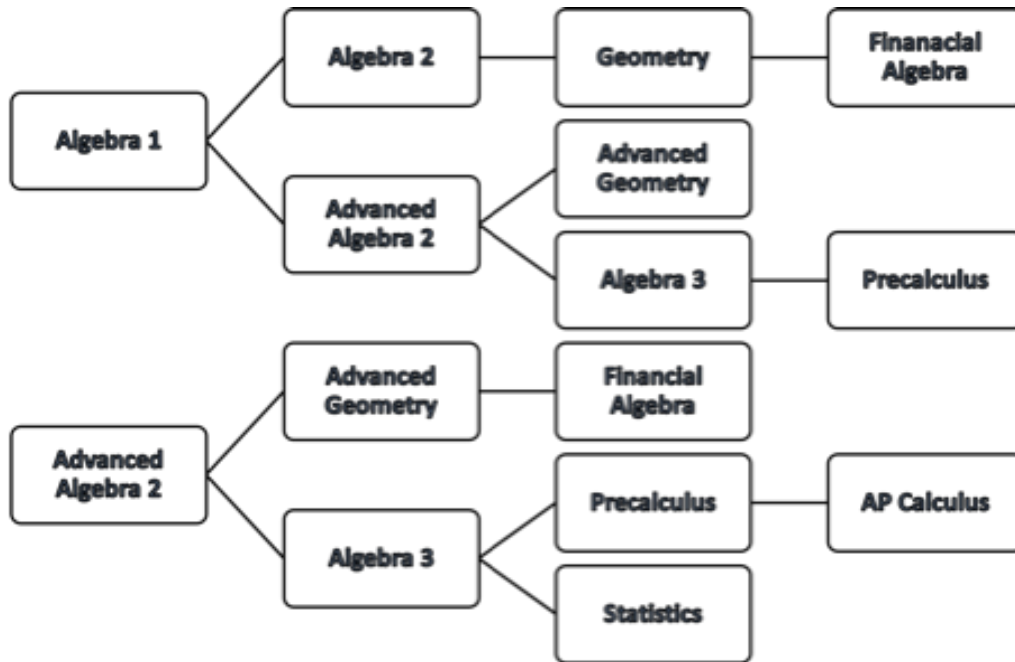 Algebra 1
Algebra 2
Geometry
Finanacial
Algebra
Advanced
Algebra 2
Advanced
Geometry
Algebra 3
Precalculus
Advanced
Algebra 2
Advanced
Geometry
Financial
Algebra
Algebra 3
Precalculus
AP Calculus
Statistics